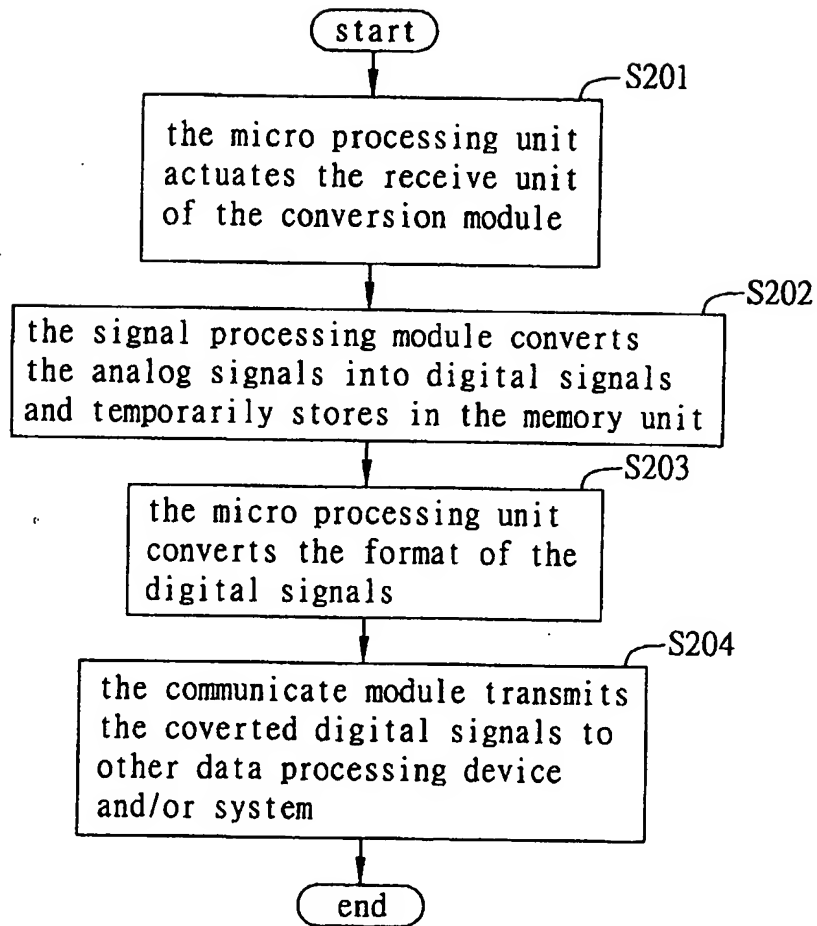 start
S201
the micro processing unit
actuates the receive unit
of the conversion module
S202
the signal processing module converts
the analog signals into digital signals
and temporarily stores in the memory unit
S203
the micro processing unit
converts the format of the
digital signals
S204
the communicate module transmits
the coverted digital signals to
other data processing device
and/or system
end